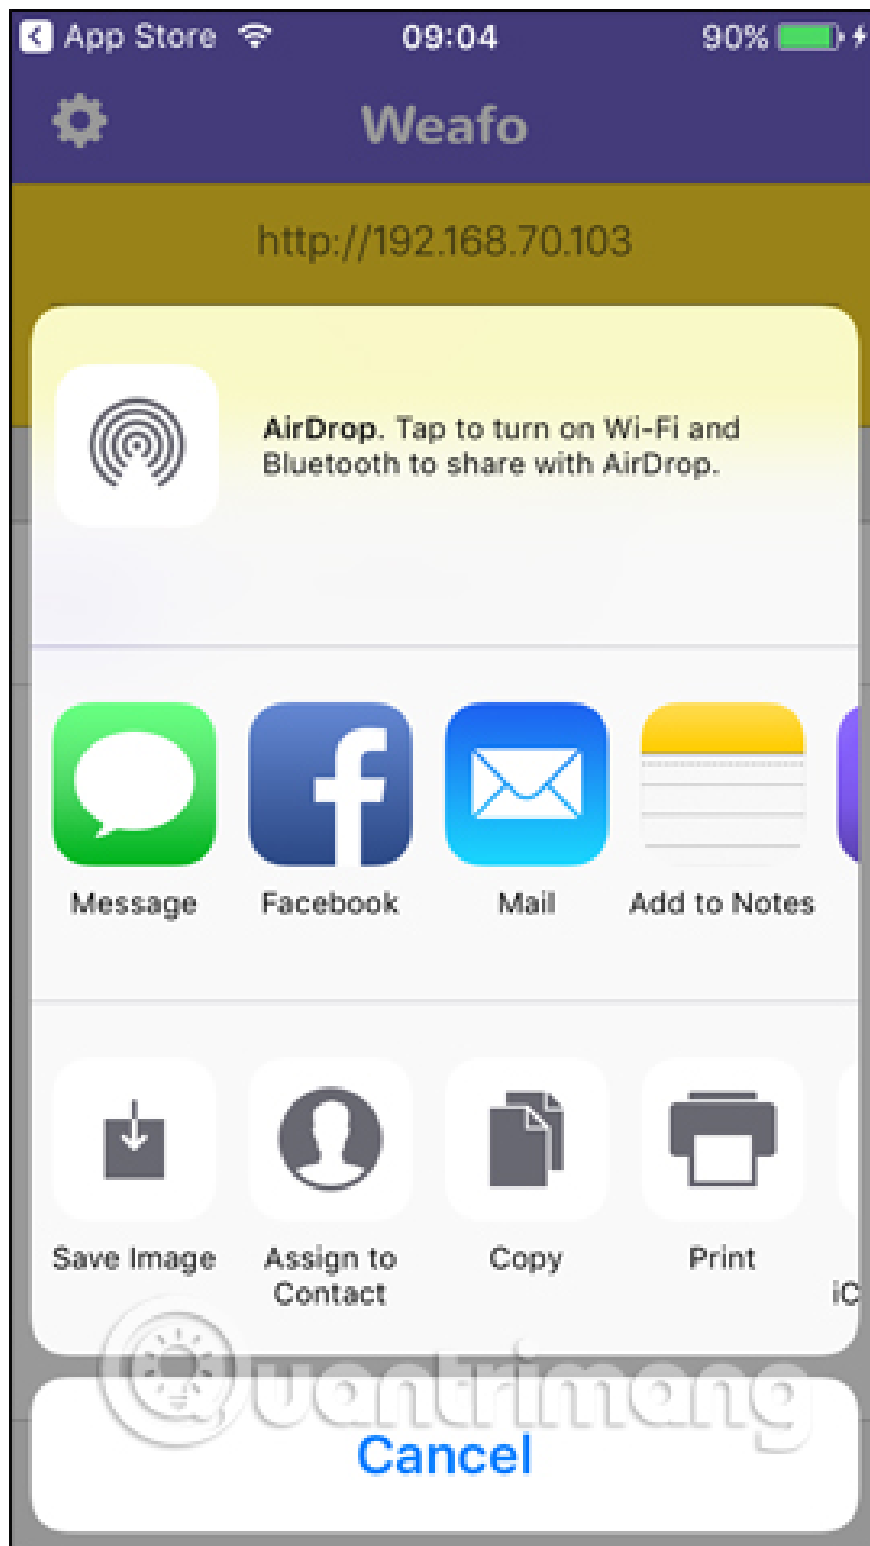 App Store 09:04 90%
Weafo
http://192.168.70.103
AirDrop. Tap to turn on Wi-Fi and
Bluetooth to share with AirDrop.
Message Facebook Mail Add to Notes
Save Image Assign to Copy Print
Contact iC
Quantrimang
Cancel